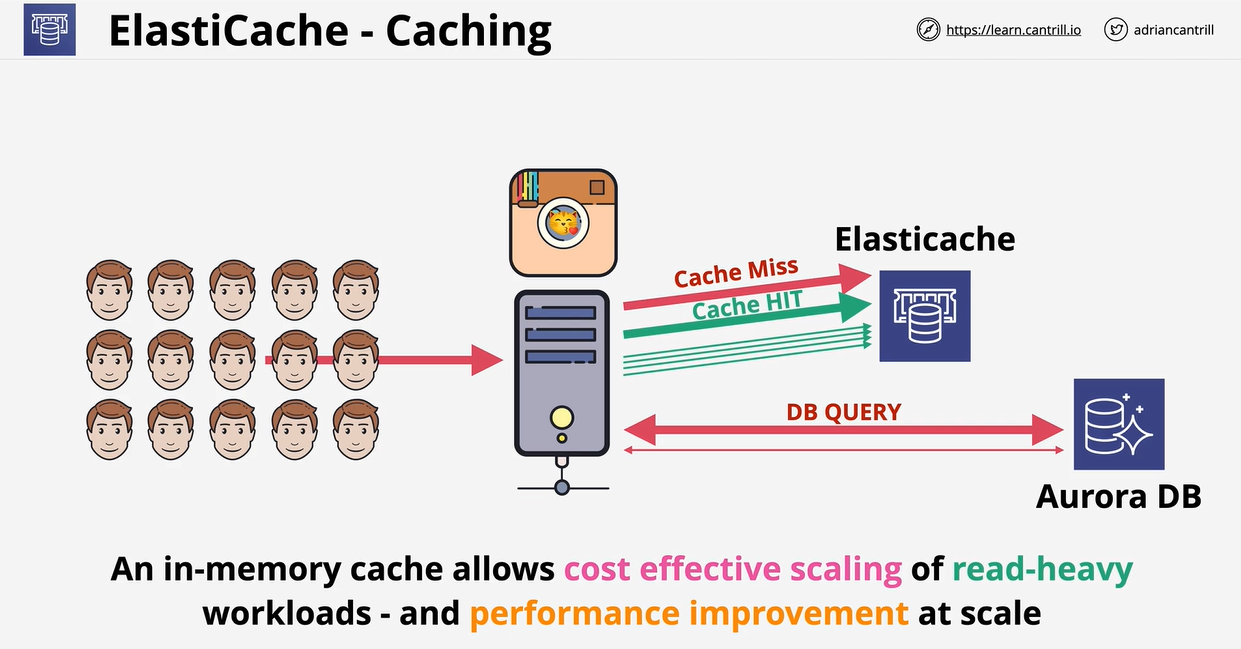 ElastiCache - Caching
https://learn.cantrill.io
adriancantrill
Elasticache
Cache Miss
Cache HIT
DB QUERY
Aurora DB
An in-memory cache allows cost effective scaling of read-heavy
workloads - and performance improvement at scale